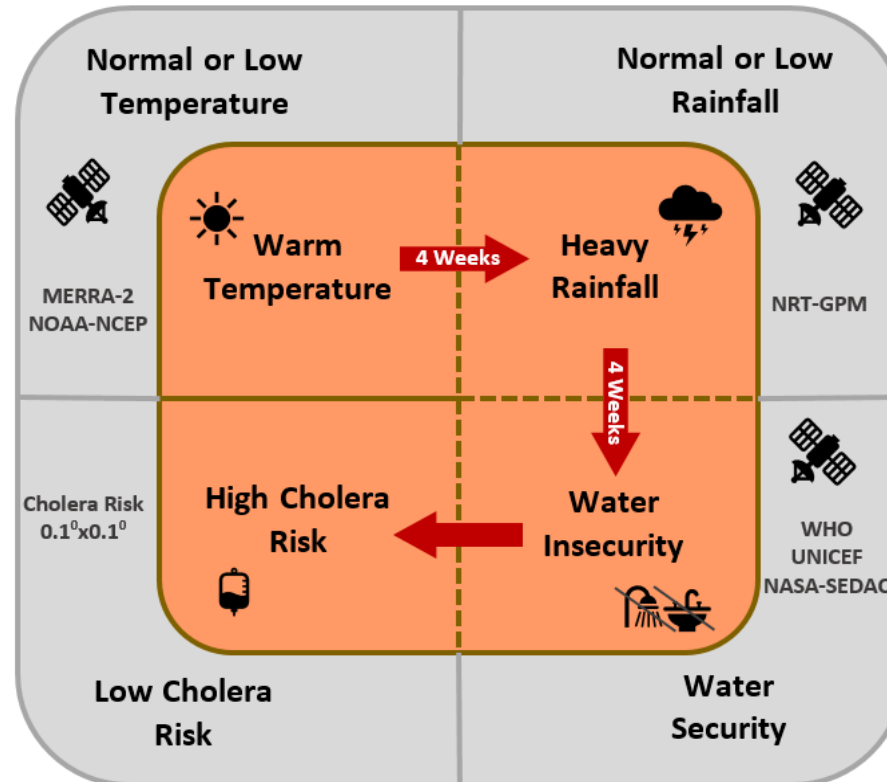 Normal or Low
Temperature
Normal or Low
Rainfall
Warm
Temperature
4 Weeks
Heavy
Rainfall
MERRA-2
NOAA-NCEP
NRT-GPM
4 Weeks
Cholera Risk
0.1⁰x0.1⁰
High Cholera
Risk
Water
Insecurity
WHO
UNICEF
NASA-SEDAC
Low Cholera
Risk
Water
Security